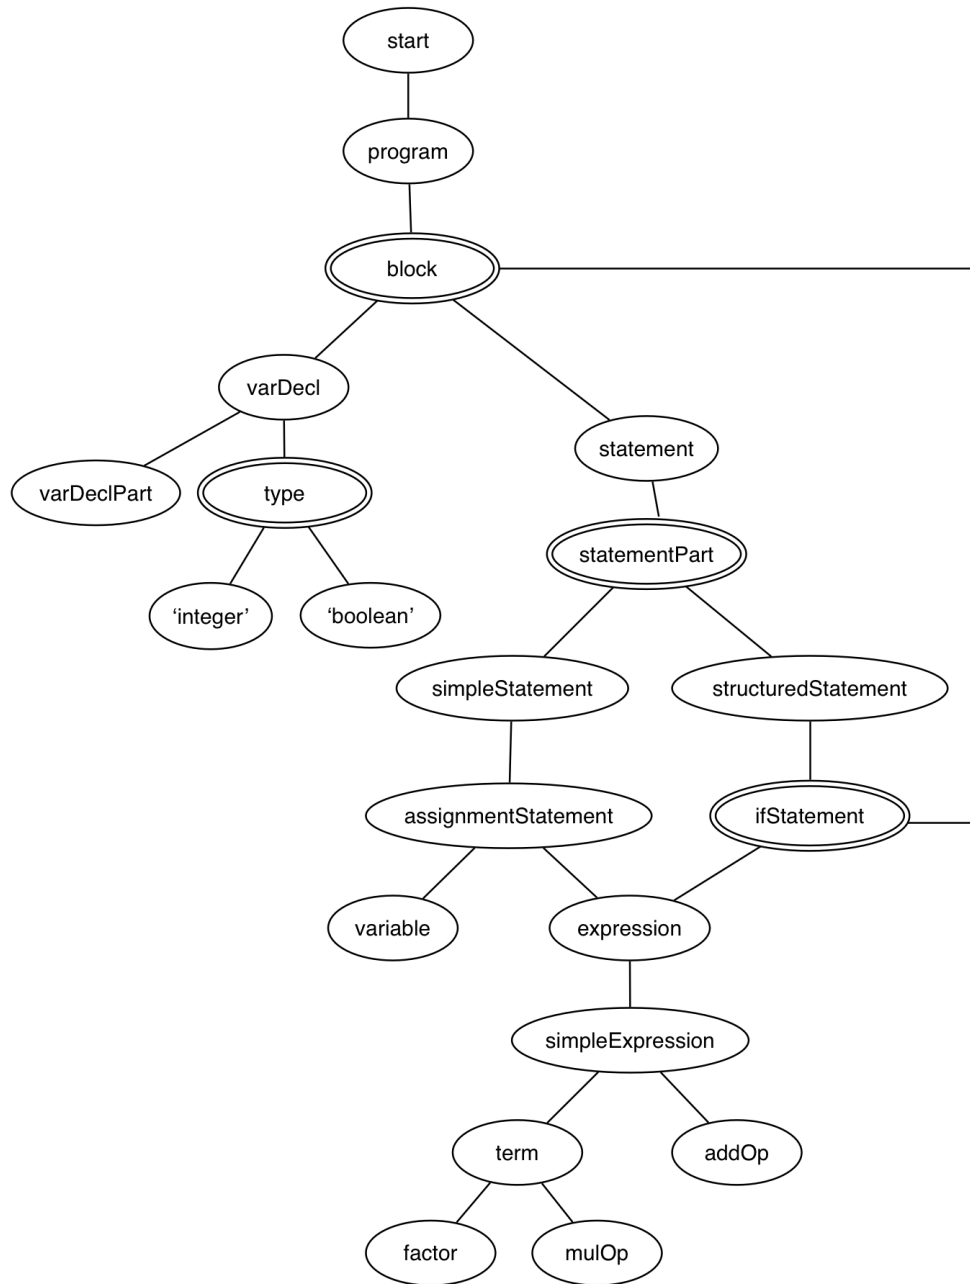 start
program
block
varDecl
statement
varDeclPart
type
statementPart
‘integer’
‘boolean’
simpleStatement
structuredStatement
assignmentStatement
ifStatement
variable
expression
simpleExpression
term
addOp
factor
mulOp